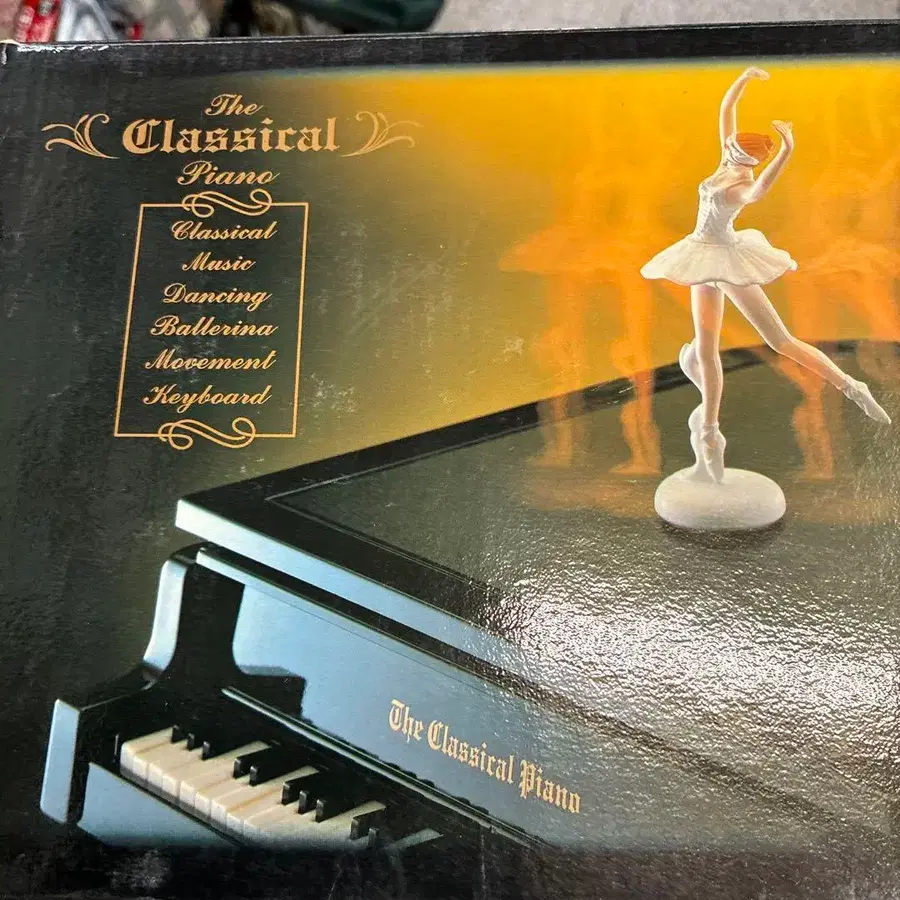 The
Classical
Piano
Classical
Music
Dancing
Ballerina
Movement
Keyboard
The Classical Piano